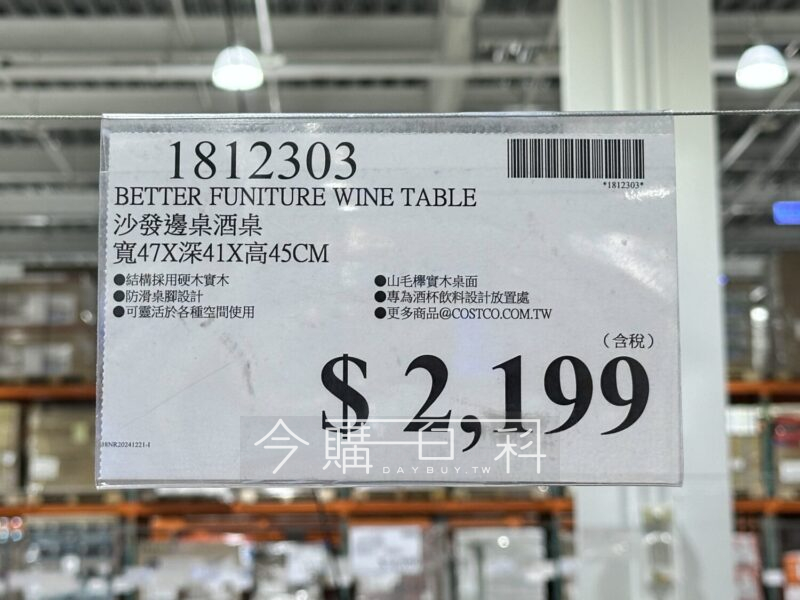 1812303
*1812303*
BETTER FUNITURE WINE TABLE
沙發邊桌酒桌
寬47X深41X高45CM
●結構採用硬木實木
●防滑桌腳設計
●可靈活於各種空間使用
●山毛櫸實木桌面
●專為酒杯飲料設計放置處
●更多商品@COSTCO.COM.TW
（含稅）
$ 2,199
今購百科
DAYBUY.TW